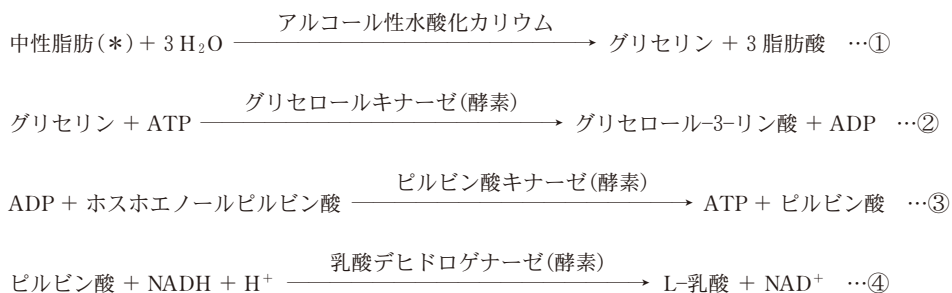 アルコール性水酸化カリウム
中性脂肪(*)+ 3 H₂O ⟶ グリセリン + 3 脂肪酸 …①
グリセロールキナーゼ(酵素)
グリセリン + ATP ⟶ グリセロール-3-リン酸 + ADP …②
ピルビン酸キナーゼ(酵素)
ADP + ホスホエノールピルビン酸 ⟶ ATP + ピルビン酸 …③
乳酸デヒドロゲナーゼ(酵素)
ピルビン酸 + NADH + H⁺ ⟶ L-乳酸 + NAD⁺ …④